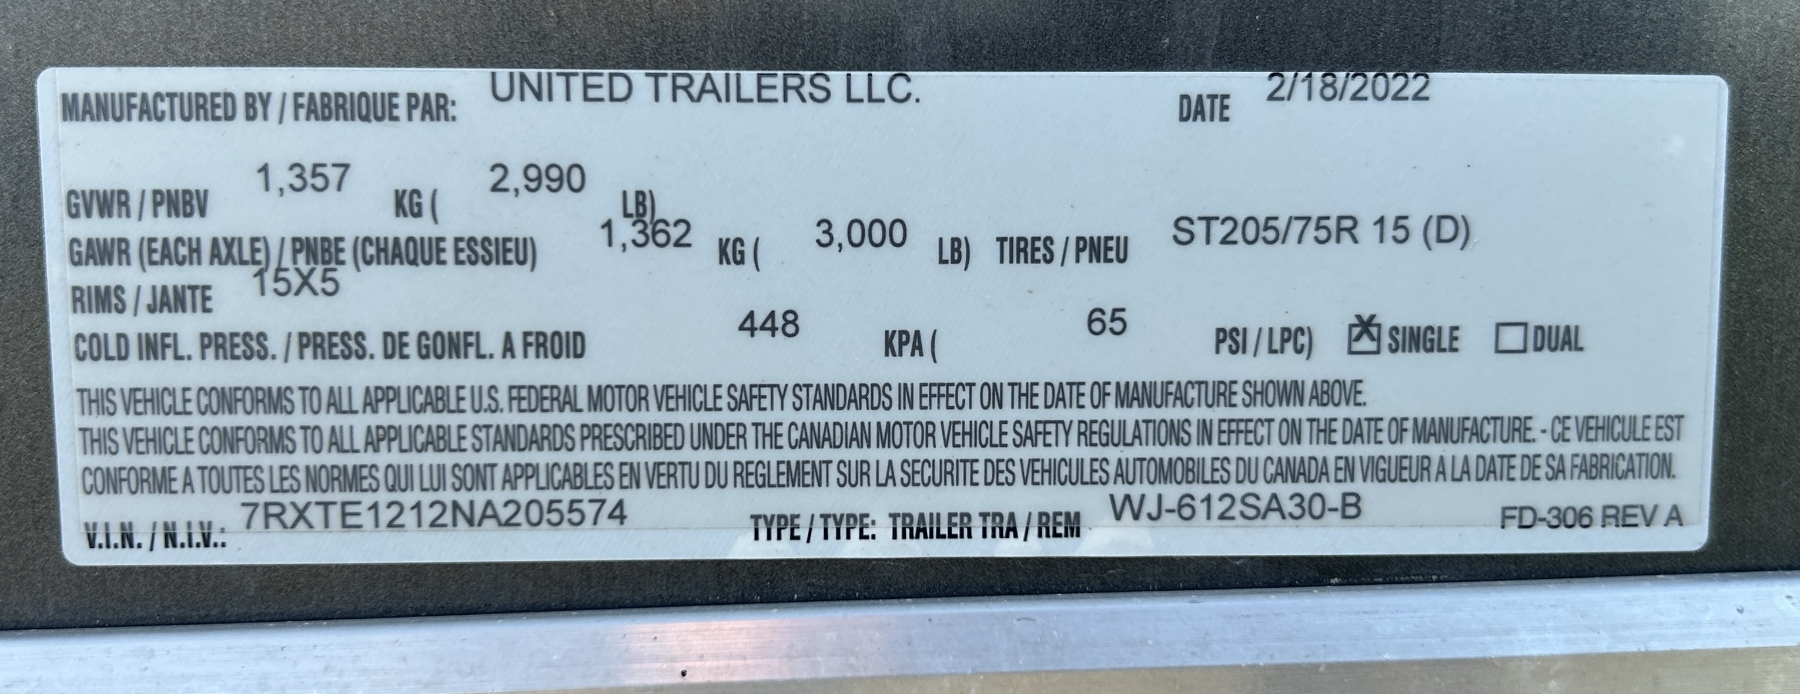 MANUFACTURED BY / FABRIQUE PAR: UNITED TRAILERS LLC. DATE 2/18/2022
GVWR / PNBV 1,357 KG ( 2,990 LB)
GAWR (EACH AXLE) / PNBE (CHAQUE ESSIEU) 1,362 KG ( 3,000 LB) TIRES / PNEU ST205/75R 15 (D)
RIMS / JANTE 15X5
COLD INFL. PRESS. / PRESS. DE GONFL. A FROID 448 KPA ( 65 PSI / LPC) X SINGLE DUAL
THIS VEHICLE CONFORMS TO ALL APPLICABLE U.S. FEDERAL MOTOR VEHICLE SAFETY STANDARDS IN EFFECT ON THE DATE OF MANUFACTURE SHOWN ABOVE.
THIS VEHICLE CONFORMS TO ALL APPLICABLE STANDARDS PRESCRIBED UNDER THE CANADIAN MOTOR VEHICLE SAFETY REGULATIONS IN EFFECT ON THE DATE OF MANUFACTURE. - CE VEHICULE EST
CONFORME A TOUTES LES NORMES QUI LUI SONT APPLICABLES EN VERTU DU REGLEMENT SUR LA SECURITE DES VEHICULES AUTOMOBILES DU CANADA EN VIGUEUR A LA DATE DE SA FABRICATION.
V.I.N. / N.I.V.: 7RXTE1212NA205574 TYPE / TYPE: TRAILER TRA / REM WJ-612SA30-B FD-306 REV A